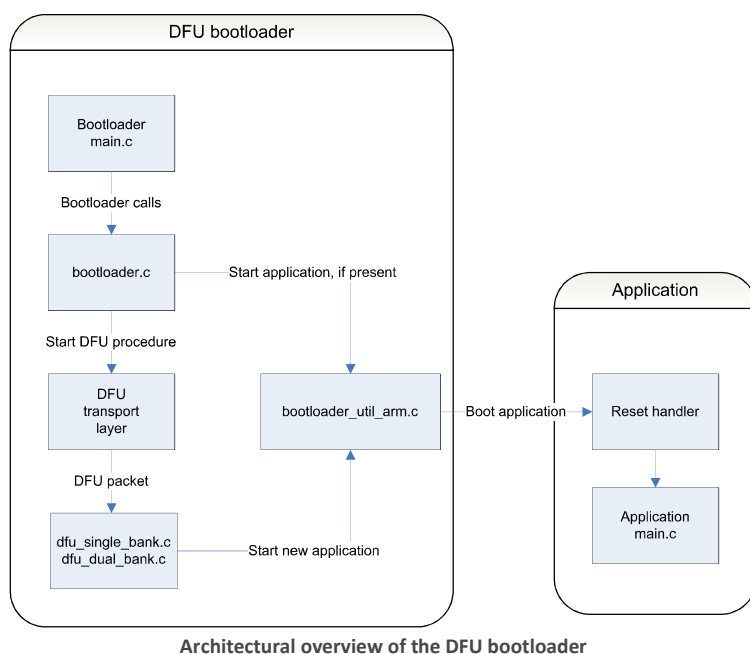 DFU bootloader
Bootloader
main.c
Bootloader calls
bootloader.c
Start application, if present
Start DFU procedure
DFU
transport
layer
bootloader_util_arm.c
DFU packet
dfu_single_bank.c
dfu_dual_bank.c
Start new application
Boot application
Application
Reset handler
Application
main.c
Architectural overview of the DFU bootloader